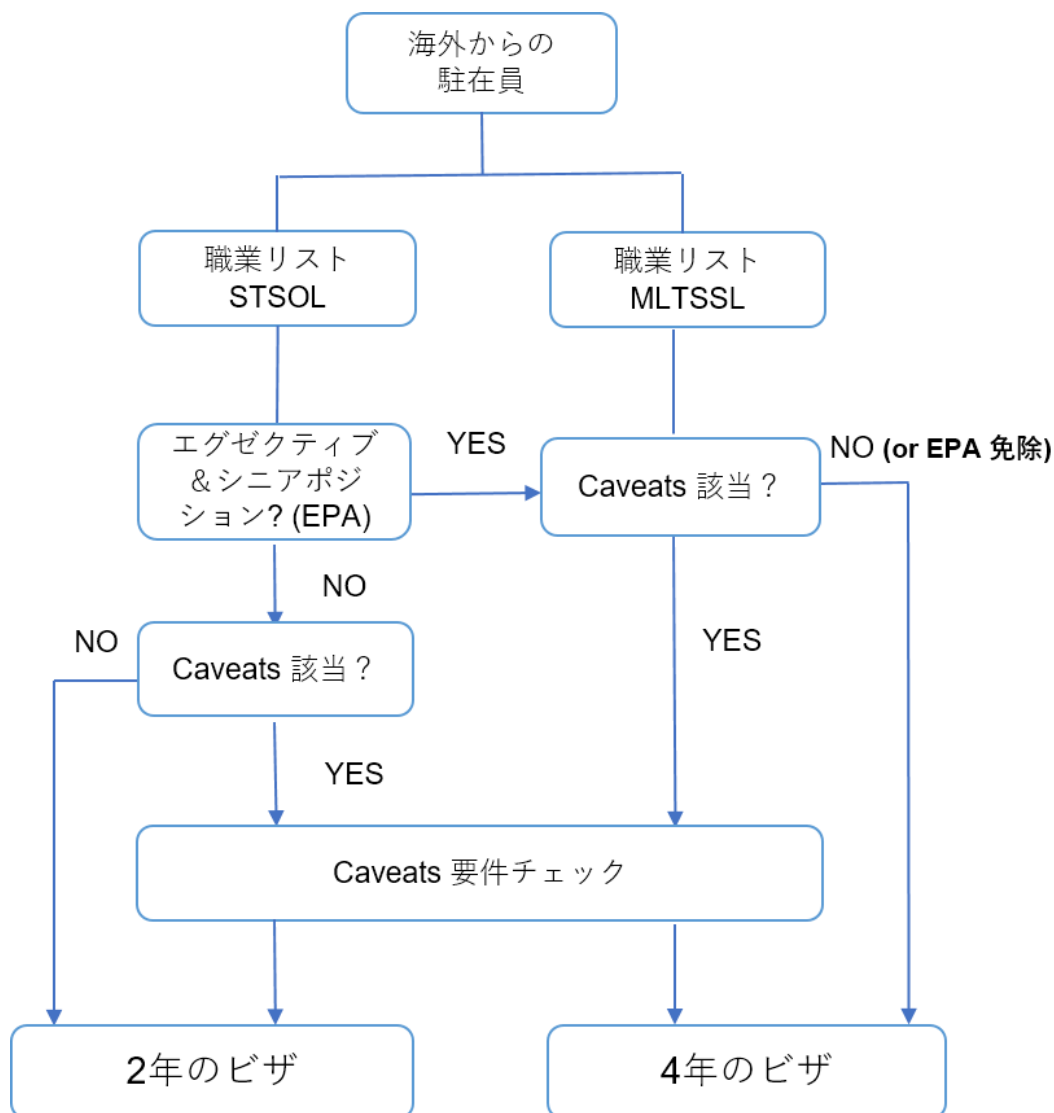 海外からの
駐在員
職業リスト
STSOL
職業リスト
MLTSSL
エグゼクティブ
＆シニアポジ
ション? (EPA)
YES
Caveats 該当？
NO (or EPA 免除)
NO
NO
Caveats 該当？
YES
YES
Caveats 要件チェック
2年のビザ
4年のビザ